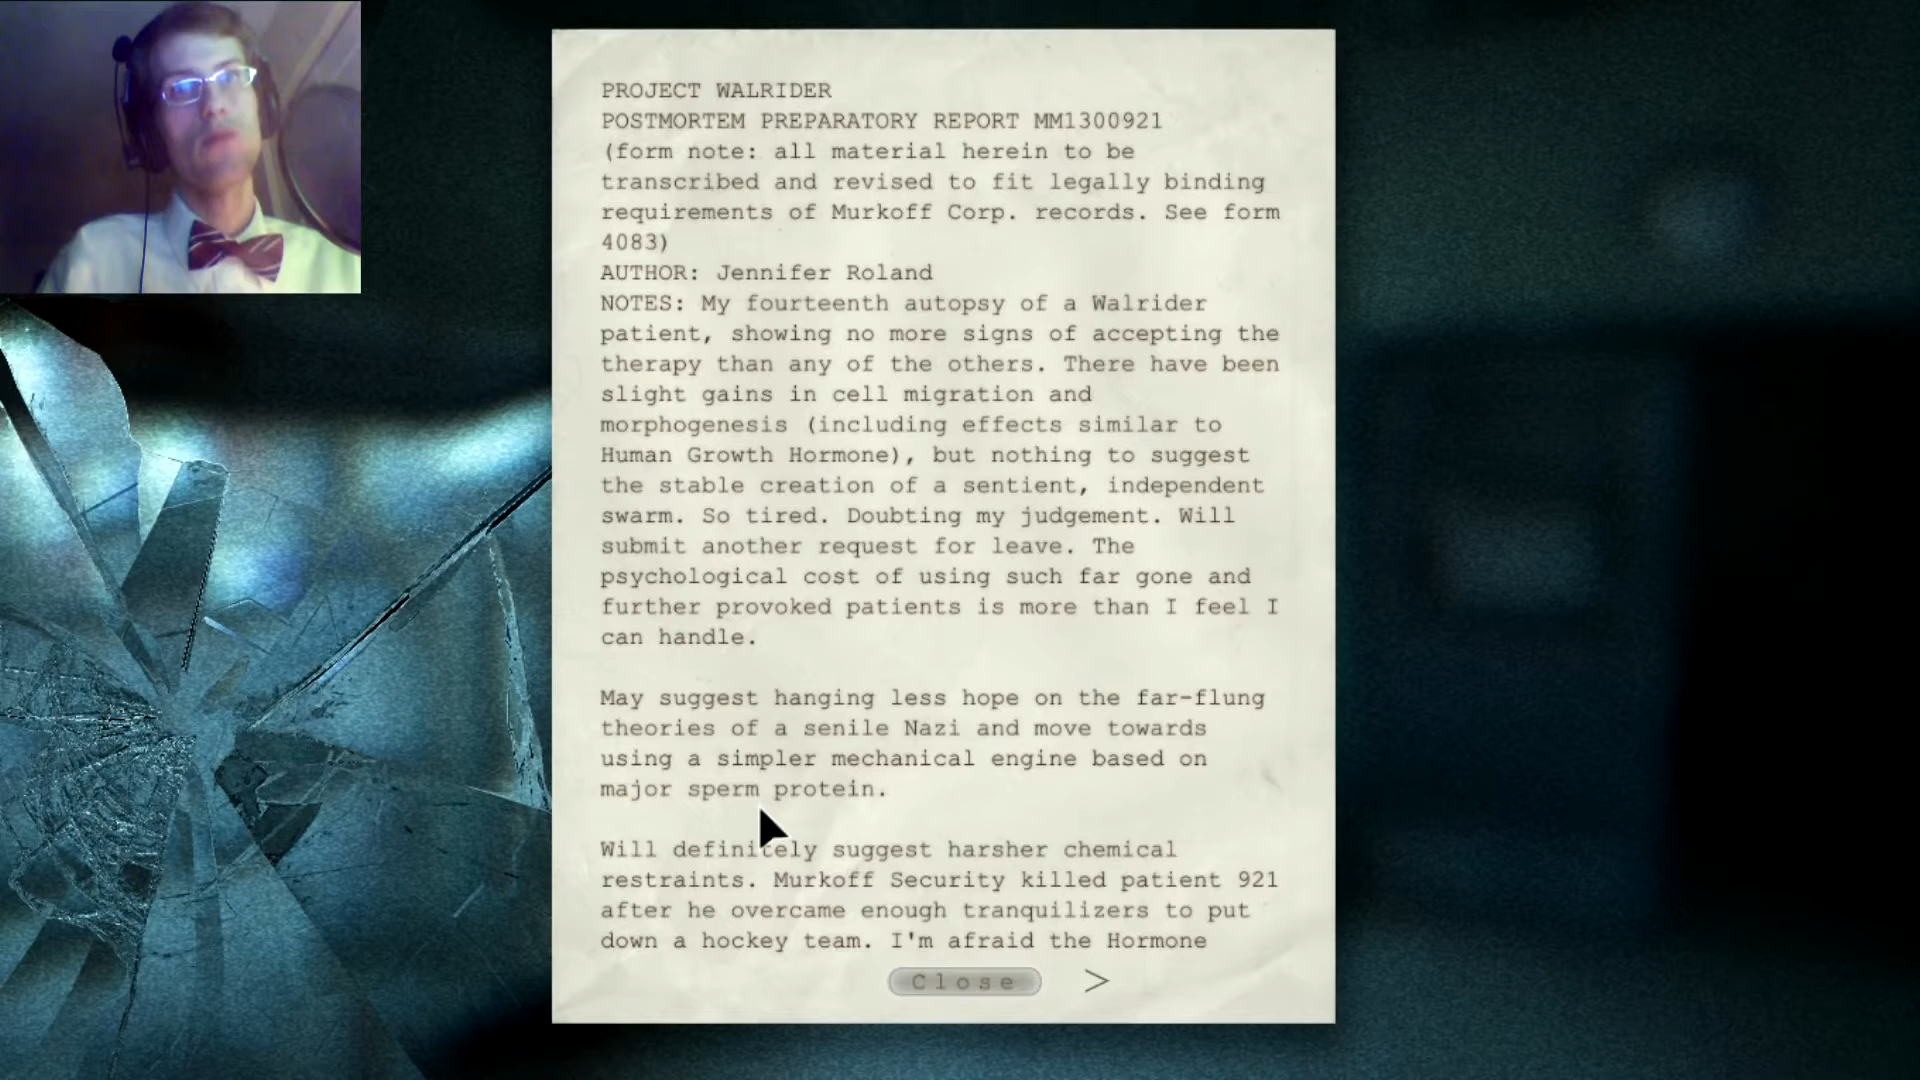 PROJECT WALRIDER
POSTMORTEM PREPARATORY REPORT MM1300921
(form note: all material herein to be
transcribed and revised to fit legally binding
requirements of Murkoff Corp. records. See form
4083)
AUTHOR: Jennifer Roland
NOTES: My fourteenth autopsy of a Walrider
patient, showing no more signs of accepting the
therapy than any of the others. There have been
slight gains in cell migration and
morphogenesis (including effects similar to
Human Growth Hormone), but nothing to suggest
the stable creation of a sentient, independent
swarm. So tired. Doubting my judgement. Will
submit another request for leave. The
psychological cost of using such far gone and
further provoked patients is more than I feel I
can handle.
May suggest hanging less hope on the far-flung
theories of a senile Nazi and move towards
using a simpler mechanical engine based on
major sperm protein.
Will definitely suggest harsher chemical
restraints. Murkoff Security killed patient 921
after he overcame enough tranquilizers to put
down a hockey team. I'm afraid the Hormone
Close >